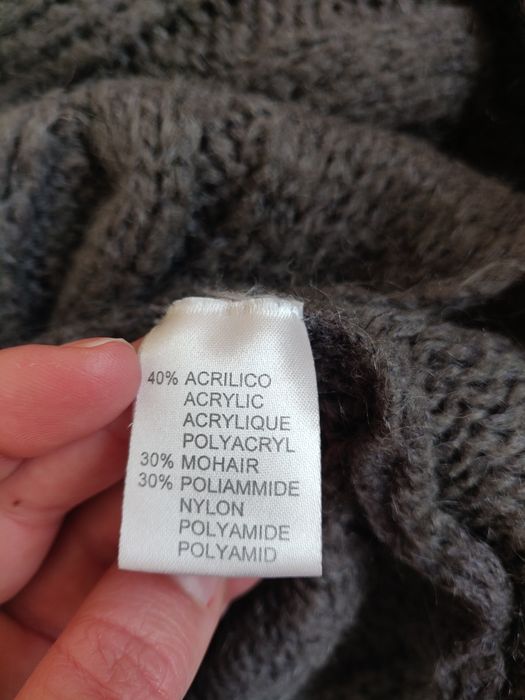 40% ACRILICO
ACRYLIC
ACRYLIQUE
POLYACRYL
30% MOHAIR
30% POLIAMMIDE
NYLON
POLYAMIDE
POLYAMID